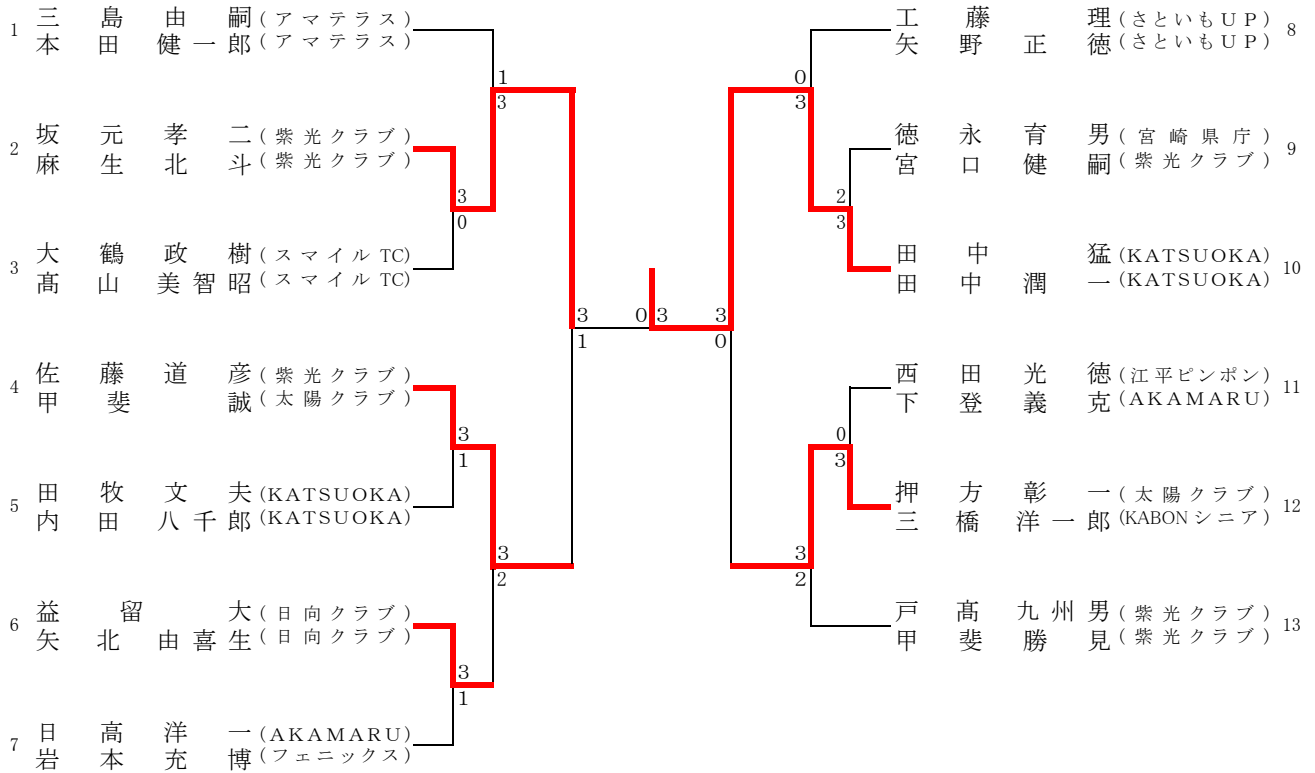 1 三島由嗣(アマテラス)
本田健一郎(アマテラス)
1
3
2 坂元孝二(紫光クラブ)
麻生北斗(紫光クラブ)
3
0
3 大鶴政樹(スマイルTC)
髙山美智昭(スマイルTC)
3
1
4 佐藤道彦(紫光クラブ)
甲斐誠(太陽クラブ)
3
1
5 田牧文夫(KATSUOKA)
内田八千郎(KATSUOKA)
3
2
6 益留大(日向クラブ)
矢北由喜生(日向クラブ)
3
1
7 日高洋一(AKAMARU)
岩本充博(フェニックス)
0 3
工藤理(さといもUP) 8
矢野正徳(さといもUP)
0
3
徳永育男(宮崎県庁) 9
宮口健嗣(紫光クラブ)
2
3
田中猛(KATSUOKA) 10
田中潤一(KATSUOKA)
3
0
西田光徳(江平ピンポン) 11
下登義克(AKAMARU)
0
3
押方彰一(太陽クラブ) 12
三橋洋一郎(KABONシニア)
3
2
戸髙九州男(紫光クラブ) 13
甲斐勝見(紫光クラブ)